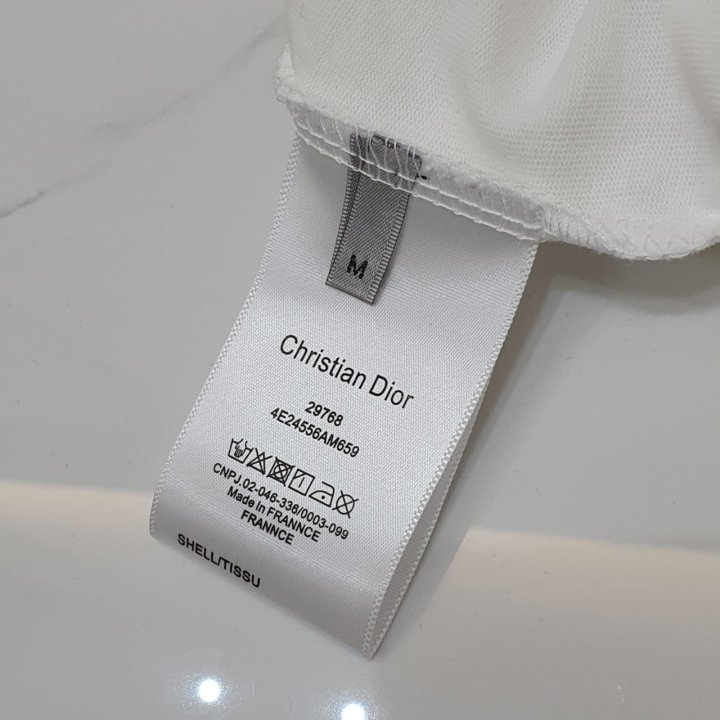 M
Christian Dior
29768
4E24556AM659
CNPJ.02-046-336/0003-099
Made in FRANNCE
FRANNCE
SHELL/TISSU